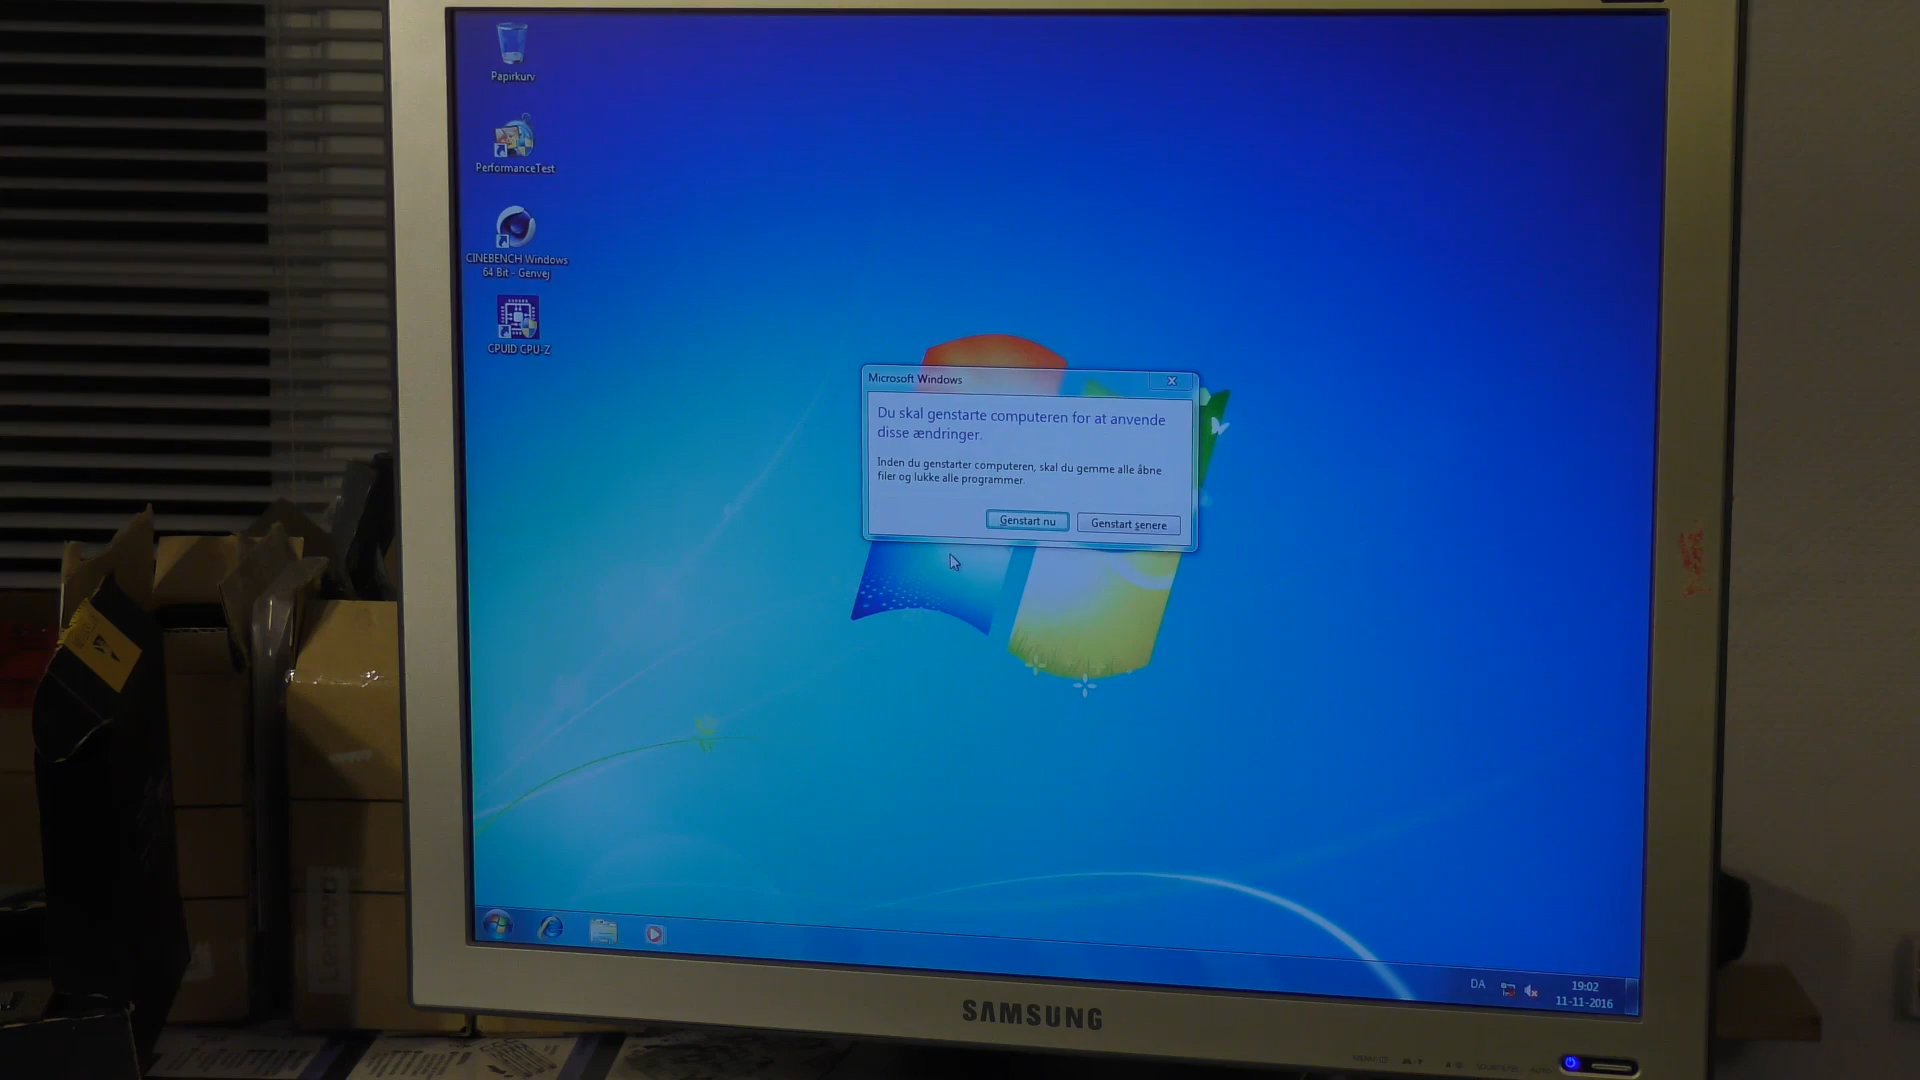 Papirkurv
PerformanceTest
CINEBENCH Windows
64 Bit - Genvej
CPUID CPU-Z
Microsoft Windows
Du skal genstarte computeren for at anvende
disse ændringer.
Inden du genstarter computeren, skal du gemme alle åbne
filer og lukke alle programmer.
Genstart nu
Genstart senere
DA
19:02
11-11-2016
SAMSUNG